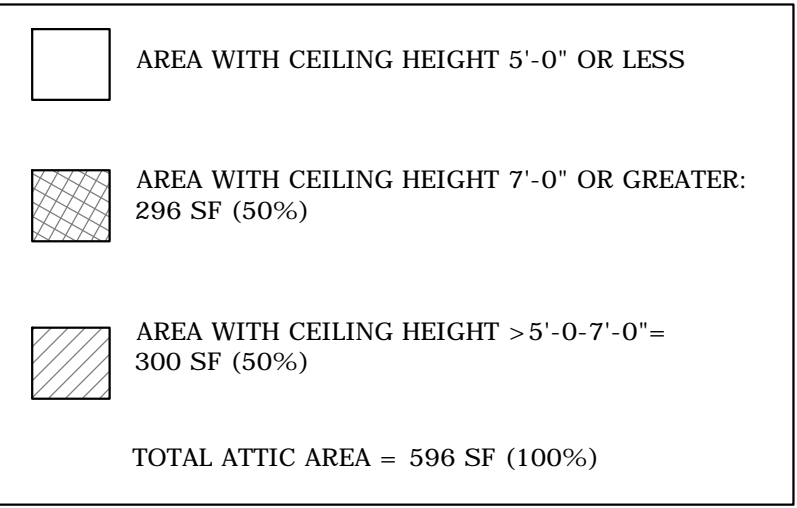 AREA WITH CEILING HEIGHT 5'-0" OR LESS
AREA WITH CEILING HEIGHT 7'-0" OR GREATER:
296 SF (50%)
AREA WITH CEILING HEIGHT >5'-0-7'-0"=
300 SF (50%)
TOTAL ATTIC AREA = 596 SF (100%)